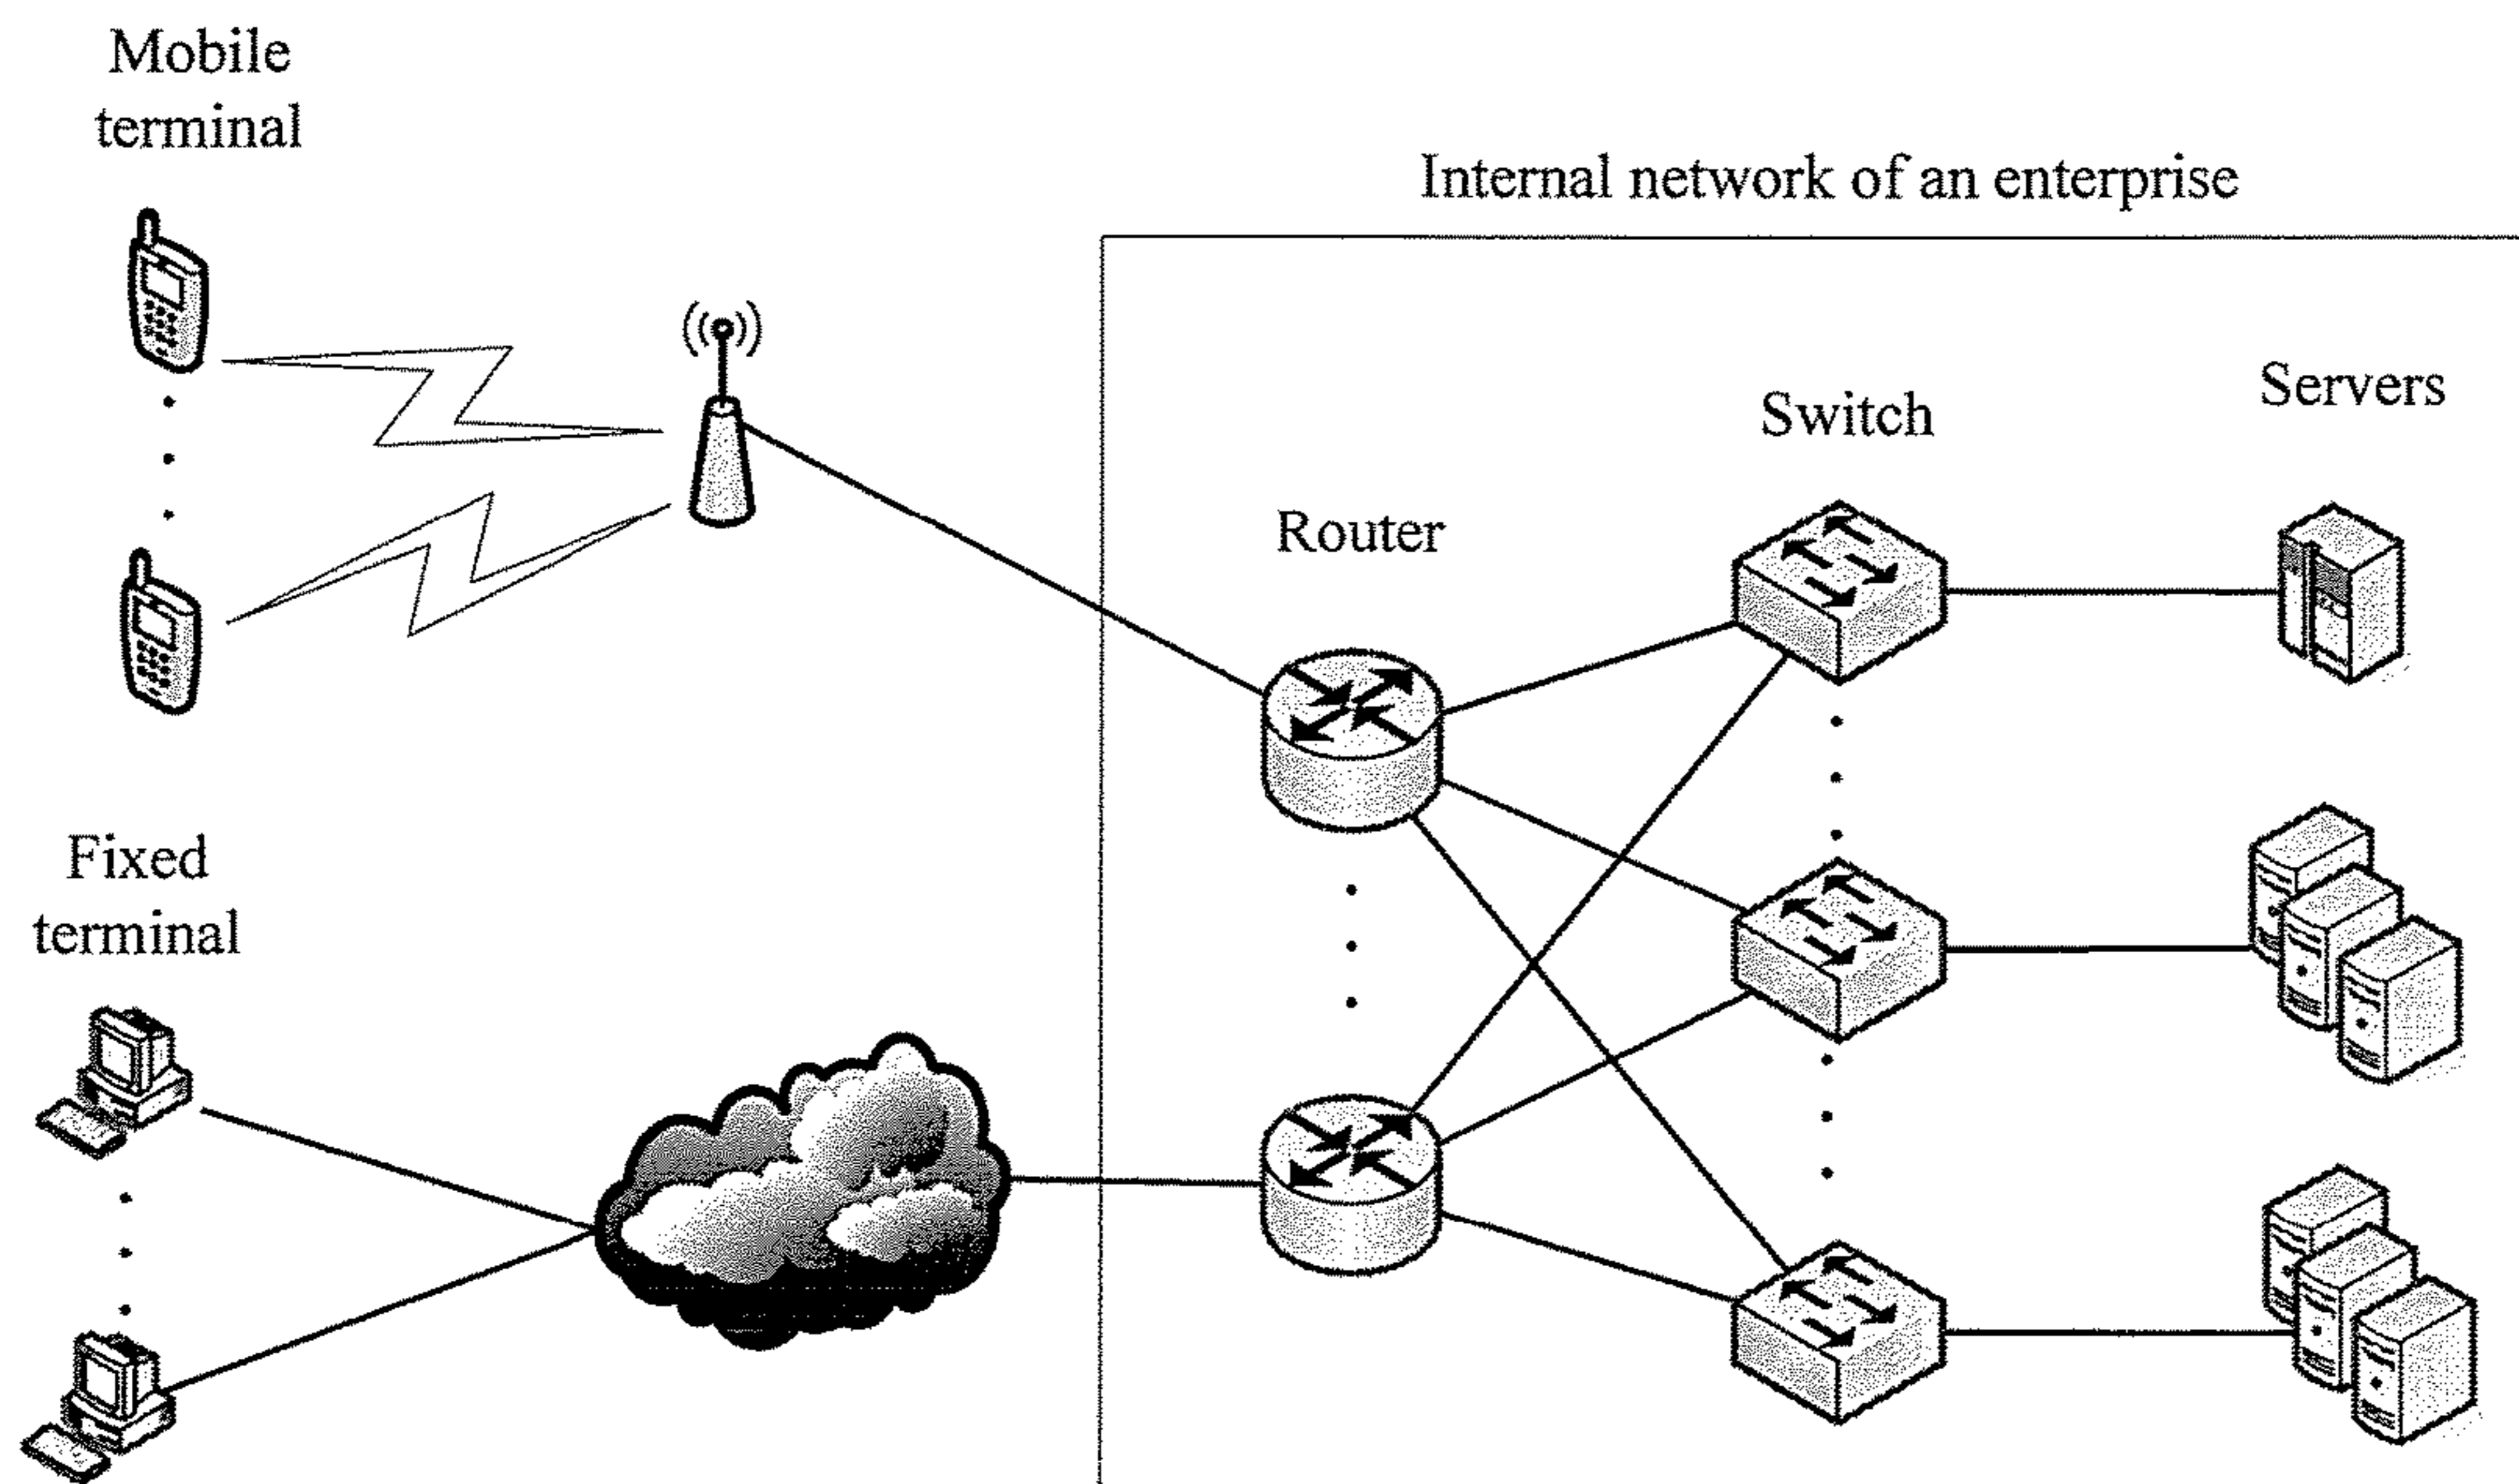 Mobile
terminal
Internal network of an enterprise
Servers
Switch
Router
Fixed
terminal